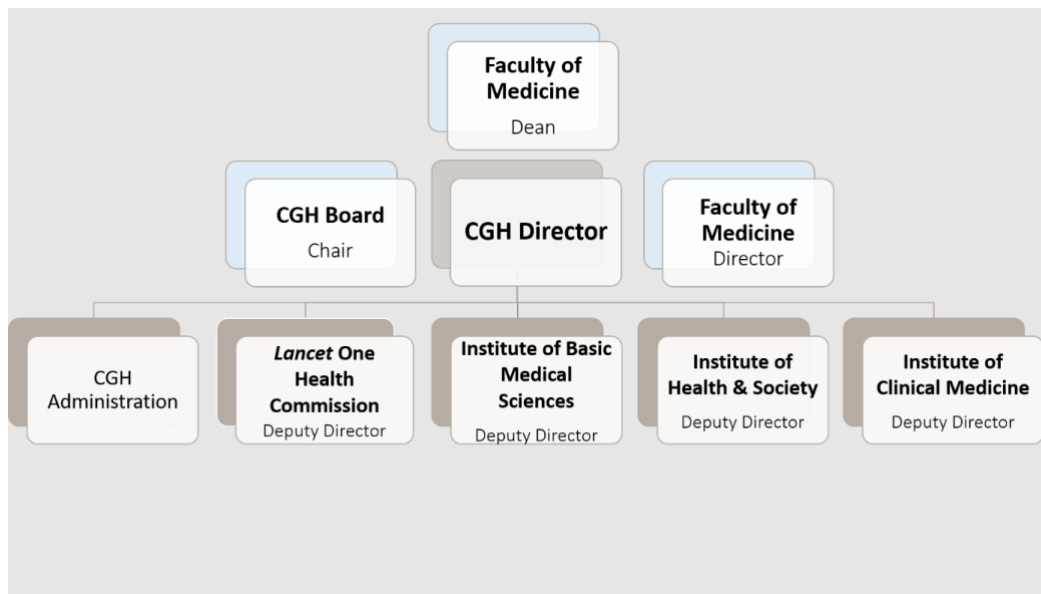 Faculty of
Medicine
Dean
CGH Board
Chair
CGH Director
Faculty of
Medicine
Director
CGH
Administration
Lancet One
Health
Commission
Deputy Director
Institute of Basic
Medical
Sciences
Deputy Director
Institute of
Health & Society
Deputy Director
Institute of
Clinical Medicine
Deputy Director